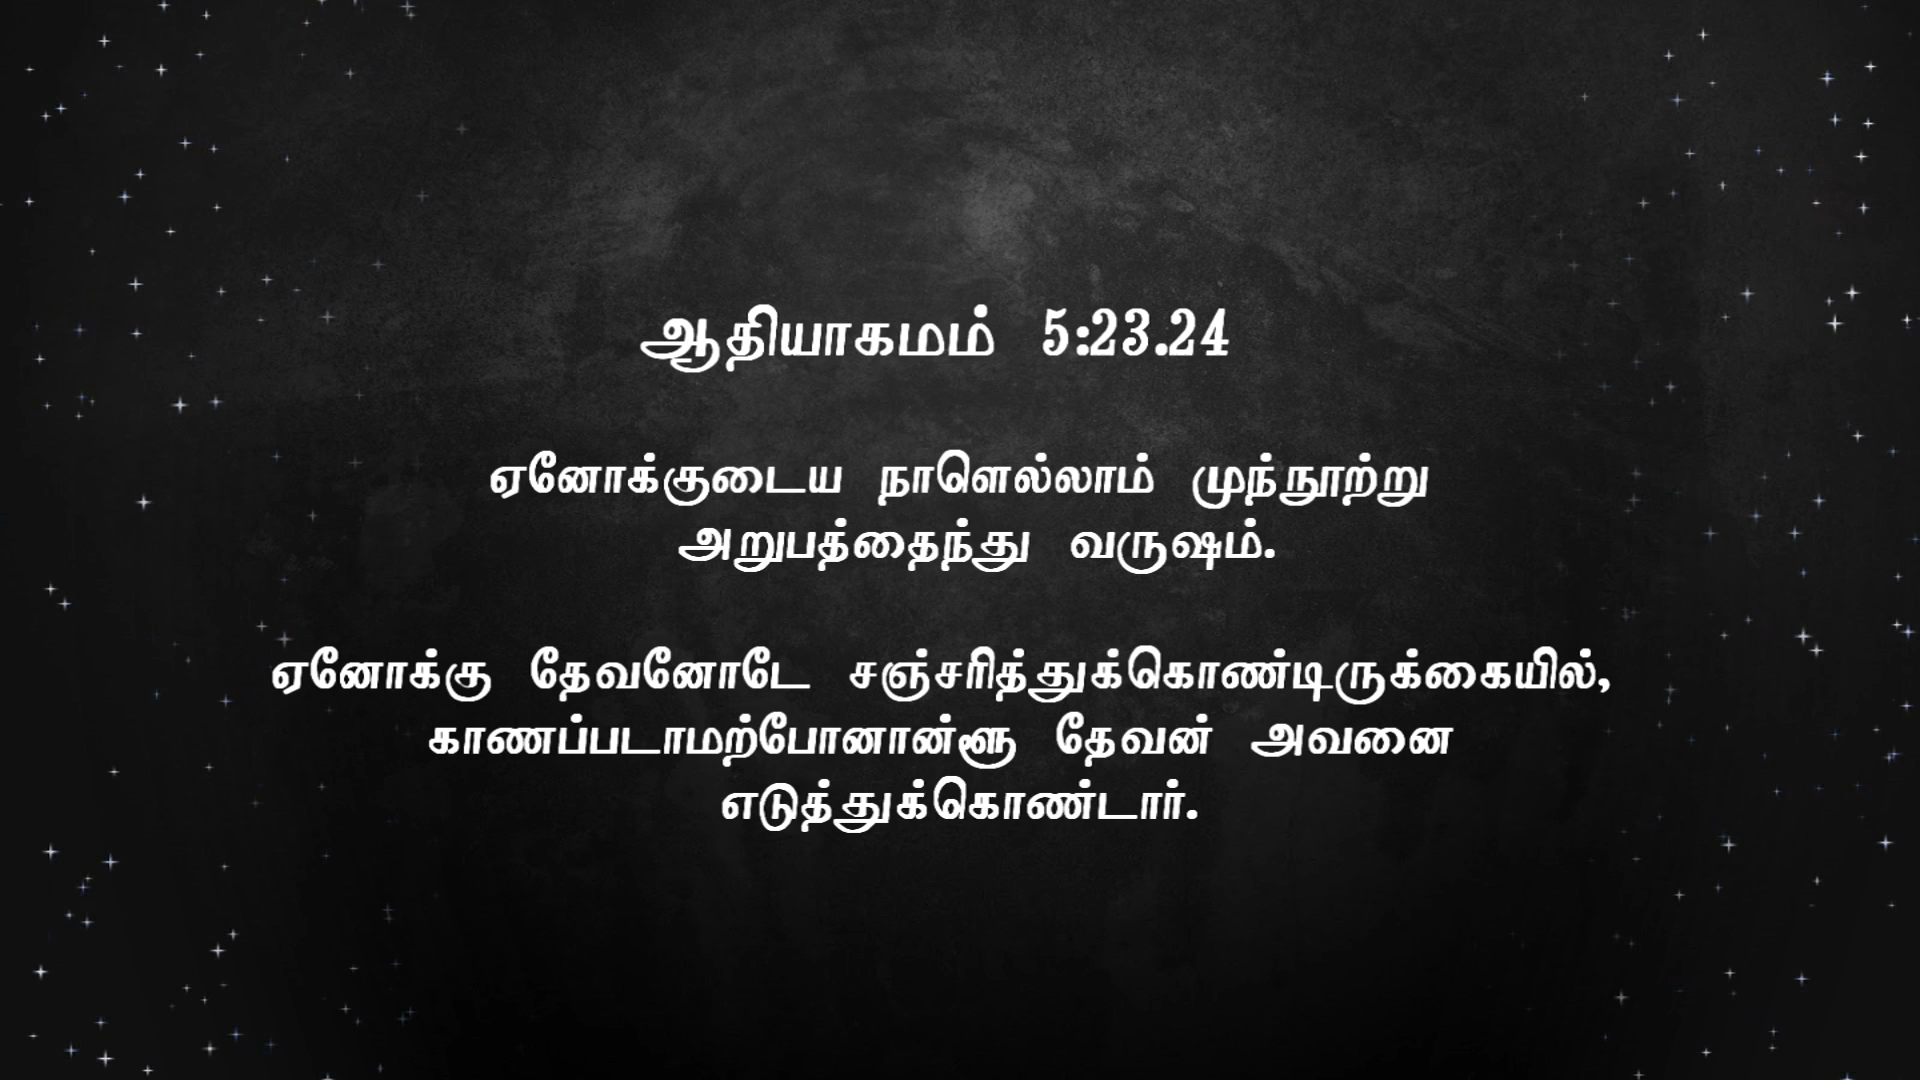 ஆதியாகமம் 5:23.24
ஏனோக்குடைய நாளெல்லாம் முந்நூற்று
அறுபத்தைந்து வருஷம்.
ஏனோக்கு தேவனோடே சஞ்சரித்துக்கொண்டிருக்கையில்,
காணப்படாமற்போனான்ளூ தேவன் அவனை
எடுத்துக்கொண்டார்.